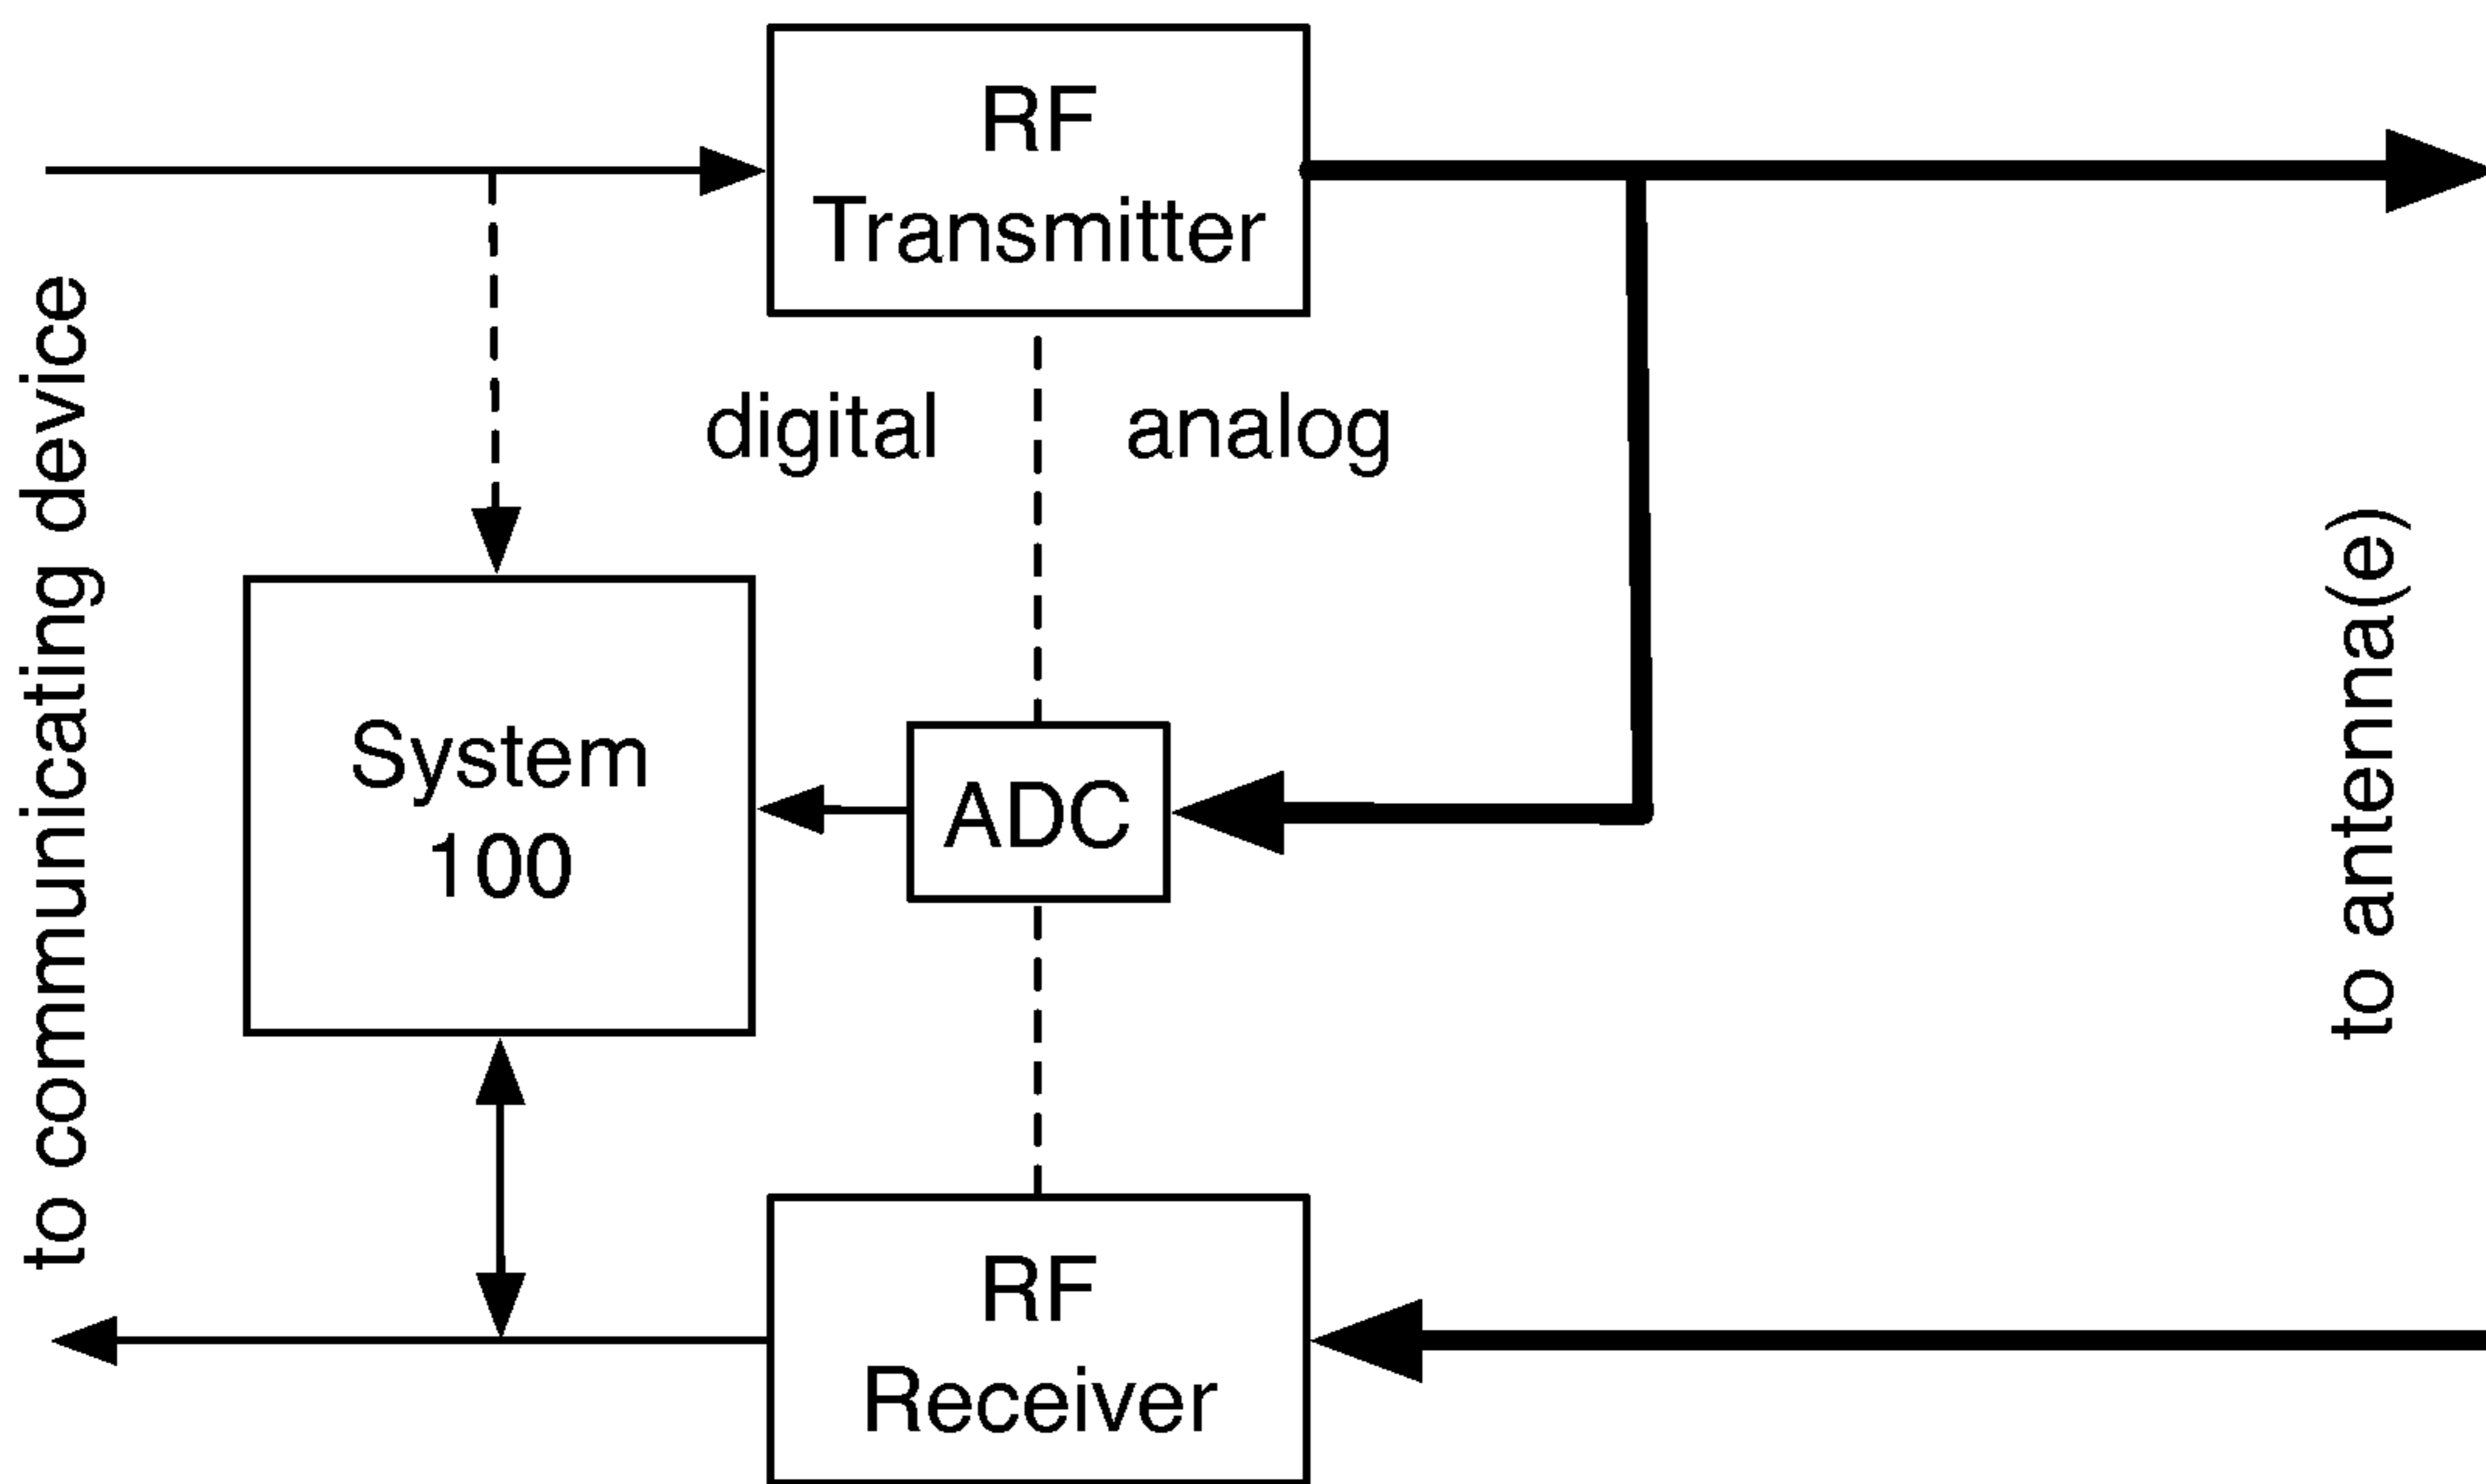 RF
Transmitter
digital
analog
to communicating device
System
100
ADC
to antenna(e)
RF
Receiver